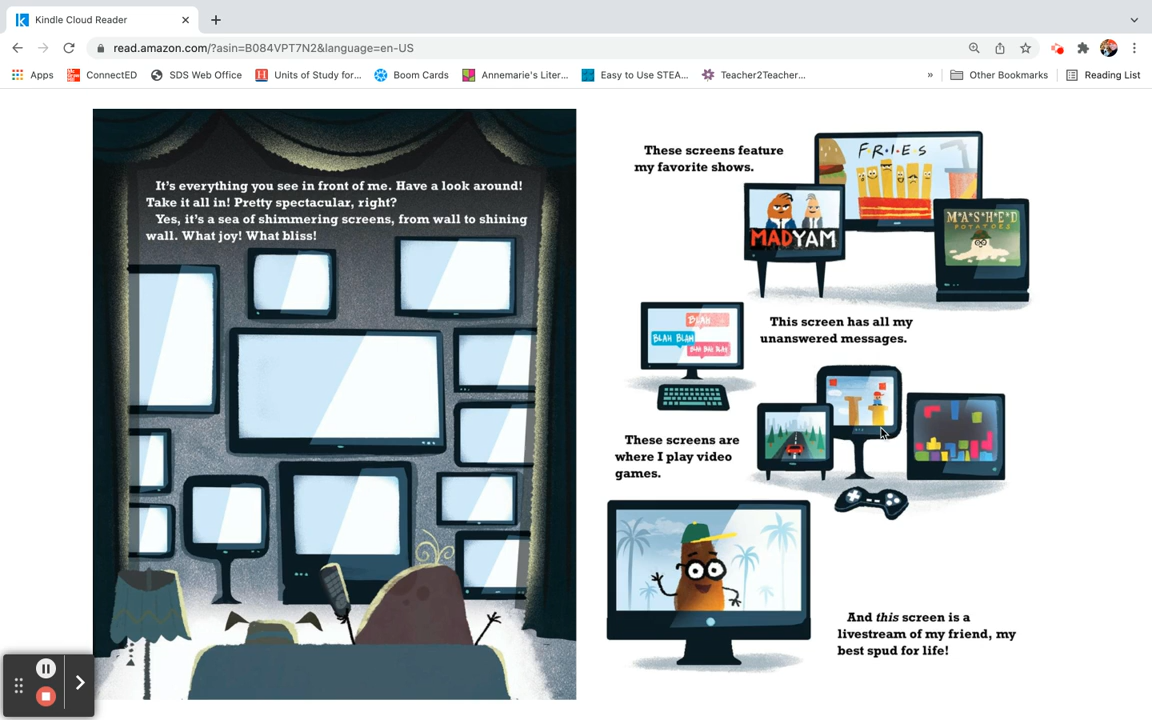 Kindle Cloud Reader
read.amazon.com/?asin=B084VPT7N2&language=en-US
Apps ConnectED SDS Web Office Units of Study for... Boom Cards Annemarie's Liter... Easy to Use STEA... Teacher2Teacher... » Other Bookmarks Reading List
It's everything you see in front of me. Have a look around!
Take it all in! Pretty spectacular, right?
Yes, it's a sea of shimmering screens, from wall to shining
wall. What joy! What bliss!
These screens feature
my favorite shows.
F·R·I·E·S
MADYAM
M*A*S*H*E*D
POTATOES
This screen has all my
unanswered messages.
BLAH
BLAH BLAH
BLAH BLAH BLAH
These screens are
where I play video
games.
And this screen is a
livestream of my friend, my
best spud for life!